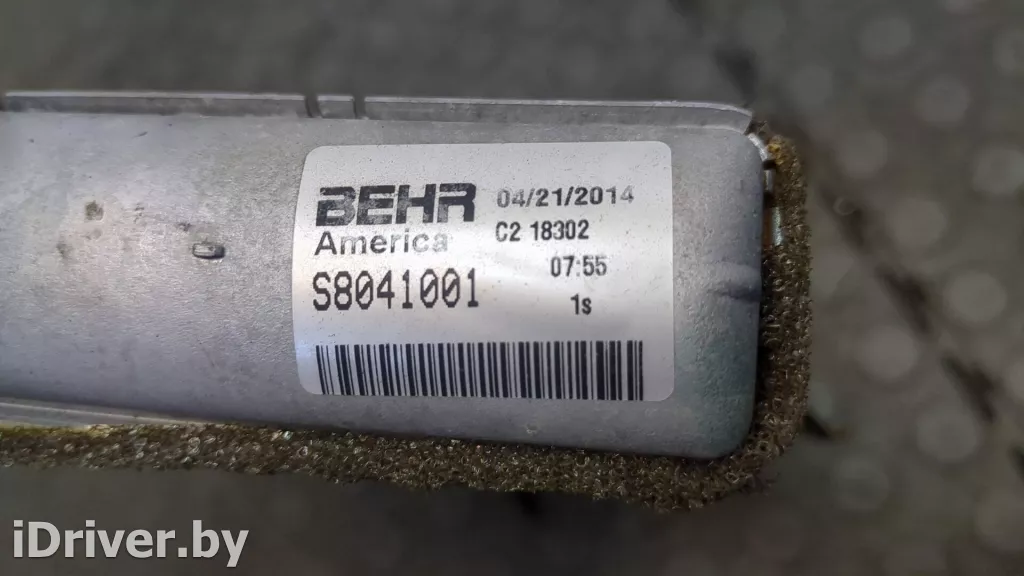 BEHR 04/21/2014
America C2 18302
07:55
S8041001 1s
iDriver.by